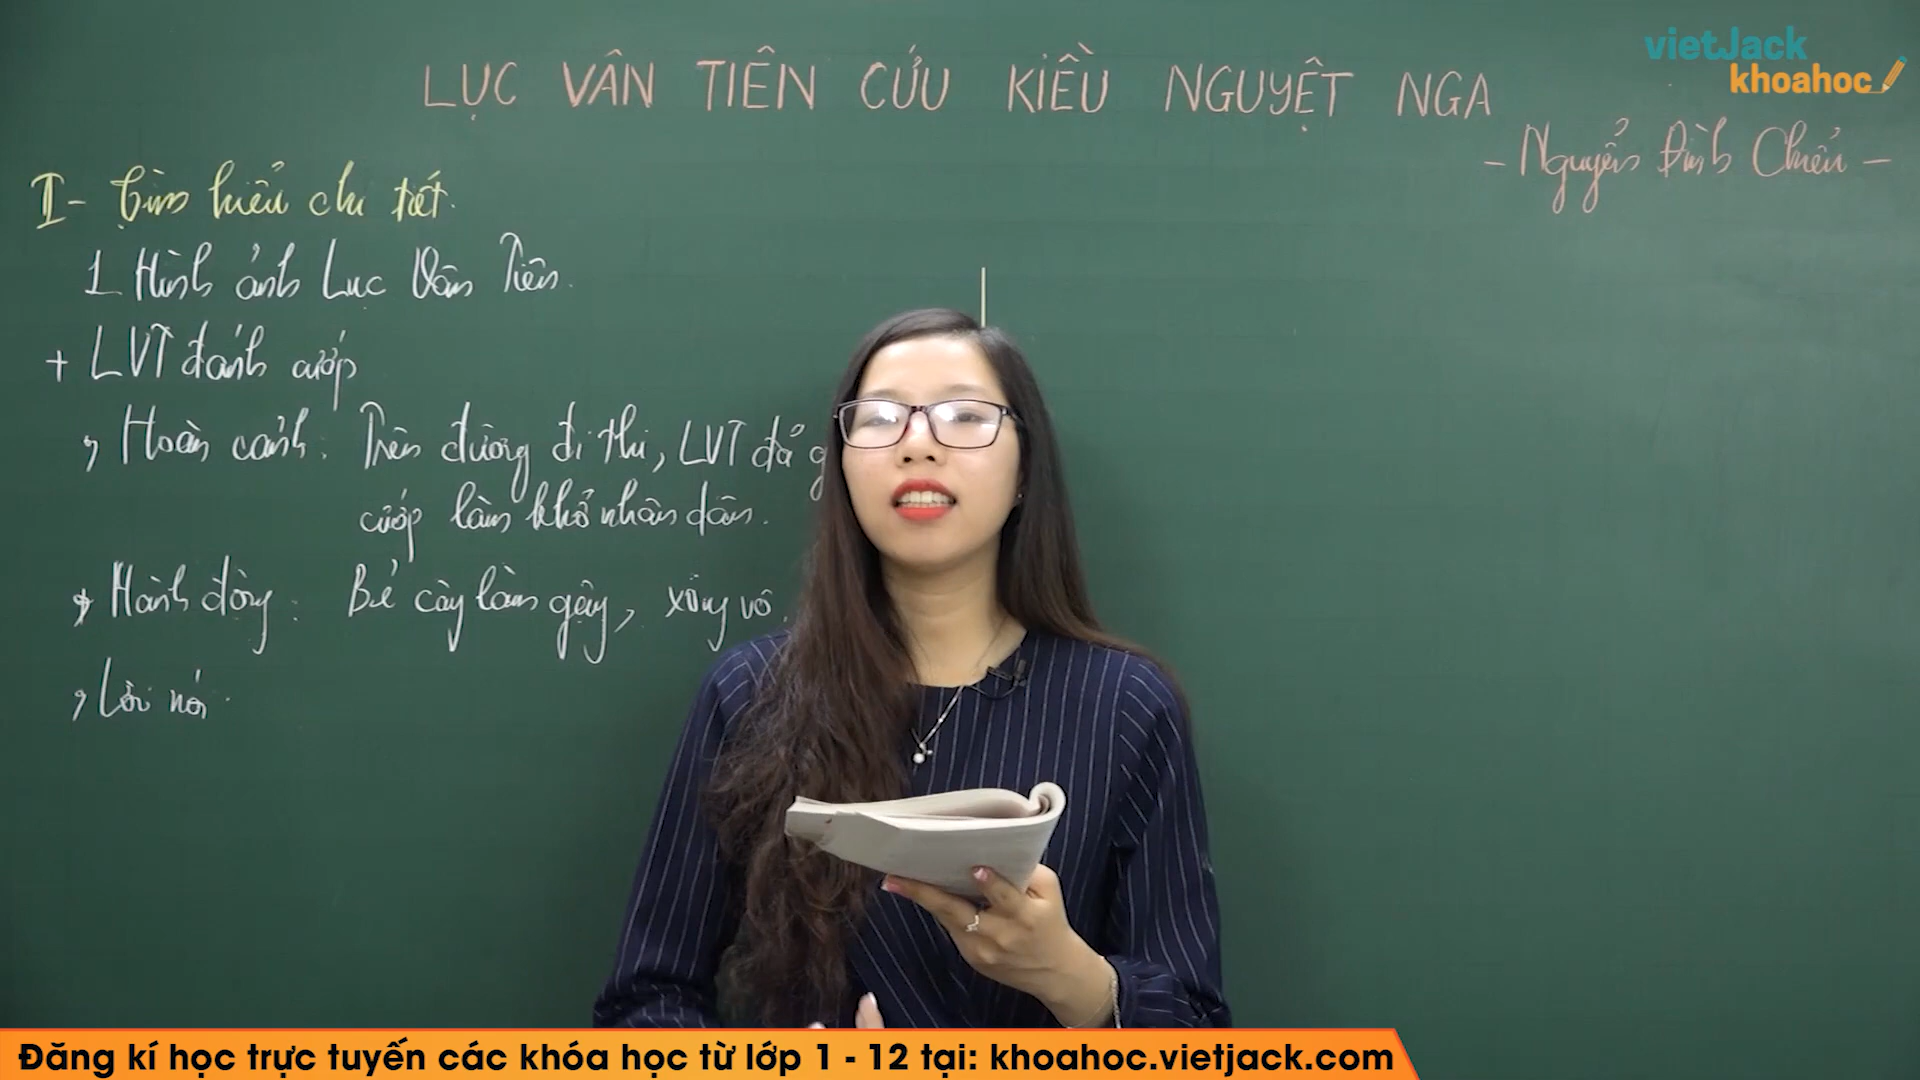 vietJack
khoahoc
LỤC VÂN TIÊN CỨU KIỀU NGUYỆT NGA
- Nguyễn Đình Chiểu -
I- Tìm hiểu chi tiết.
1. Hình ảnh Lục Vân Tiên.
+ LVT đánh cướp
, Hoàn cảnh: Trên đường đi thi, LVT đã g
cướp làm khổ nhân dân.
* Hành động: Bẻ cây làm gậy, xông vô.
, Lời nói.
Đăng kí học trực tuyến các khóa học từ lớp 1 - 12 tại: khoahoc.vietjack.com